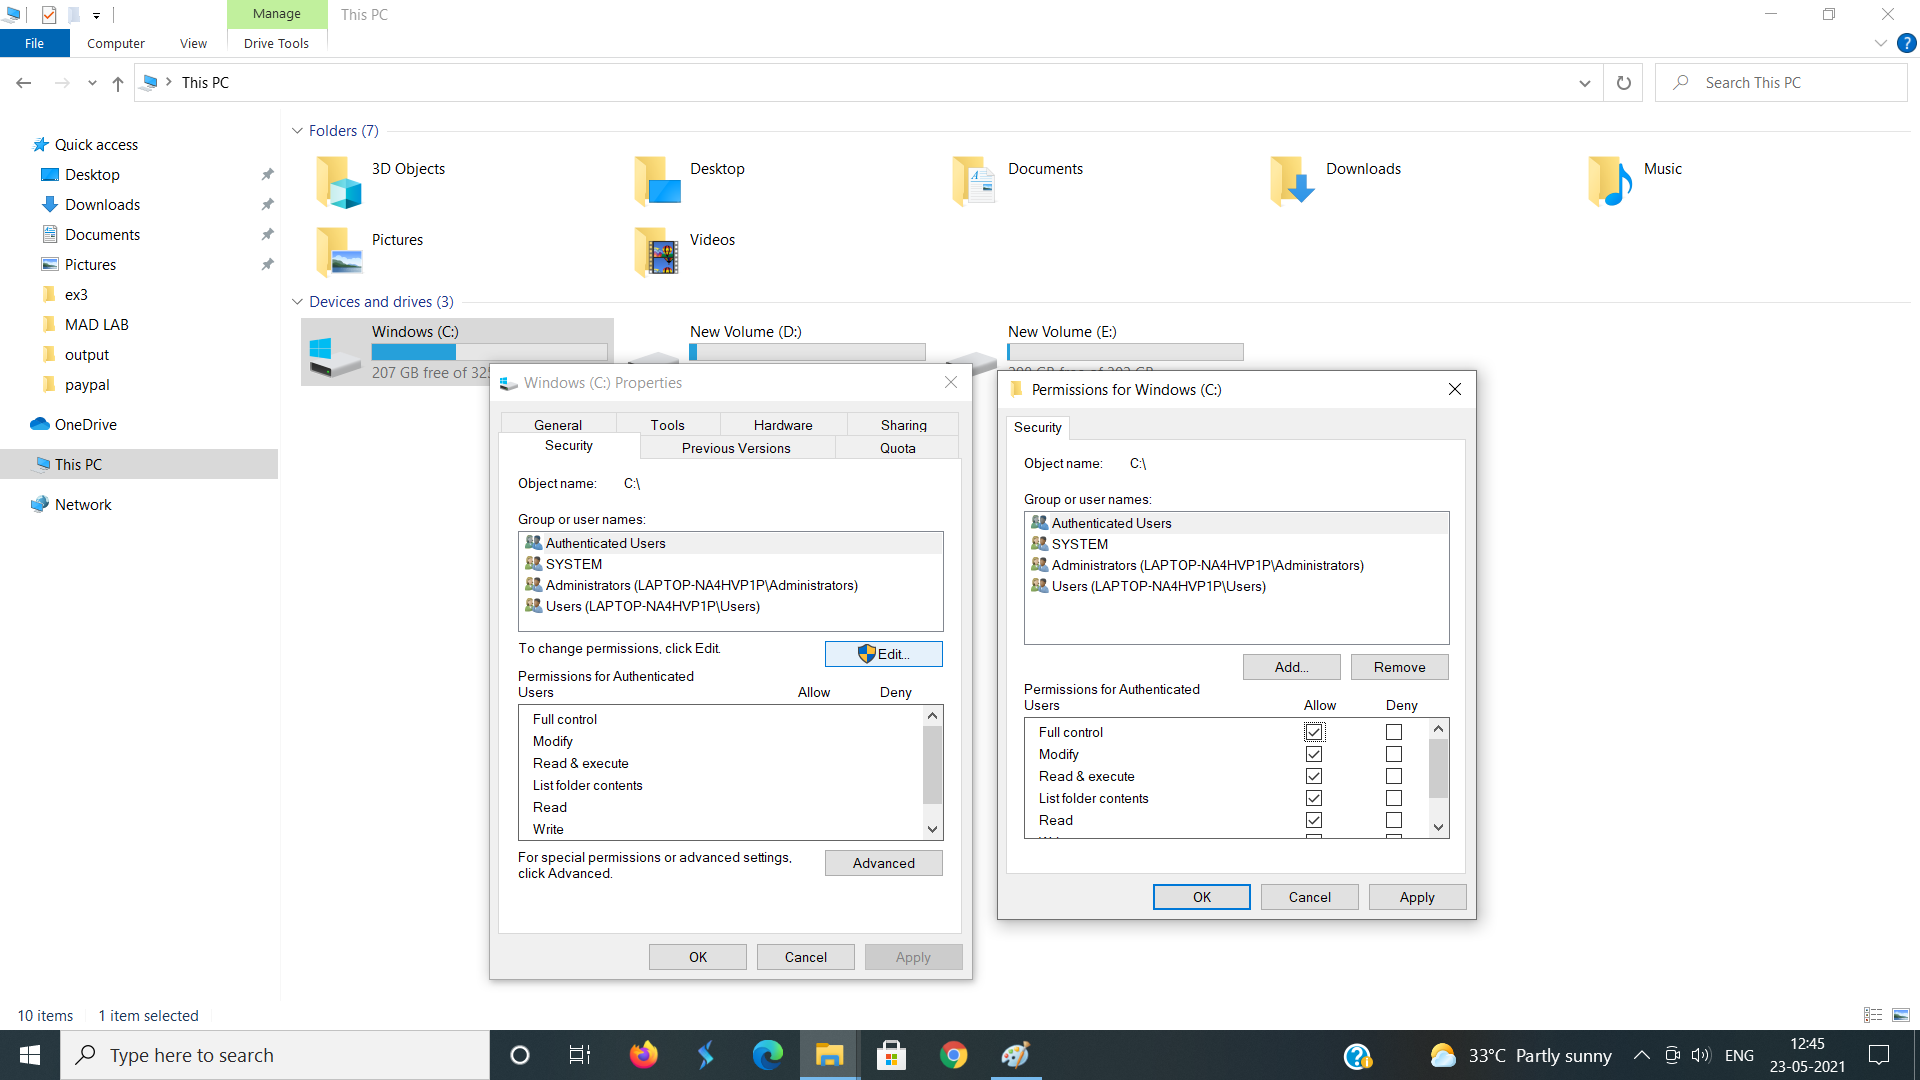 Manage
This PC
File
Computer
View
Drive Tools
This PC
Search This PC
Quick access
Desktop
Downloads
Documents
Pictures
ex3
MAD LAB
output
paypal
OneDrive
This PC
Network
Folders (7)
3D Objects
Desktop
Documents
Downloads
Music
Pictures
Videos
Devices and drives (3)
Windows (C:)
207 GB free of 325
New Volume (D:)
New Volume (E:)
Windows (C:) Properties
General
Tools
Hardware
Sharing
Security
Previous Versions
Quota
Object name: C:\
Group or user names:
Authenticated Users
SYSTEM
Administrators (LAPTOP-NA4HVP1P\Administrators)
Users (LAPTOP-NA4HVP1P\Users)
To change permissions, click Edit.
Edit...
Permissions for Authenticated
Users
Allow
Deny
Full control
Modify
Read & execute
List folder contents
Read
Write
For special permissions or advanced settings,
click Advanced.
Advanced
OK
Cancel
Apply
Permissions for Windows (C:)
Security
Object name: C:\
Group or user names:
Authenticated Users
SYSTEM
Administrators (LAPTOP-NA4HVP1P\Administrators)
Users (LAPTOP-NA4HVP1P\Users)
Add...
Remove
Permissions for Authenticated
Users
Allow
Deny
Full control
Modify
Read & execute
List folder contents
Read
OK
Cancel
Apply
10 items
1 item selected
Type here to search
33°C Partly sunny
ENG
12:45
23-05-2021